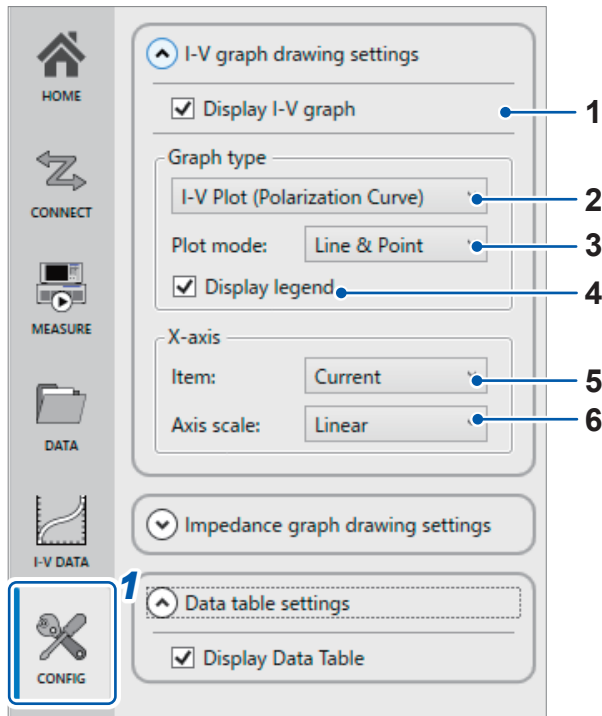 HOME
CONNECT
MEASURE
DATA
I-V DATA
1
CONFIG
I-V graph drawing settings
Display I-V graph
1
Graph type
I-V Plot (Polarization Curve)
2
Plot mode: Line & Point
3
Display legend
4
X-axis
Item: Current
5
Axis scale: Linear
6
Impedance graph drawing settings
Data table settings
Display Data Table